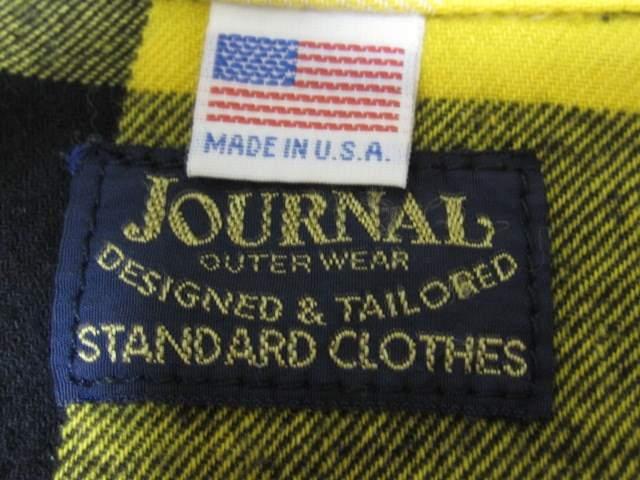 MADE IN U.S.A.
JOURNAL
OUTER WEAR
DESIGNED & TAILORED
STANDARD CLOTHES